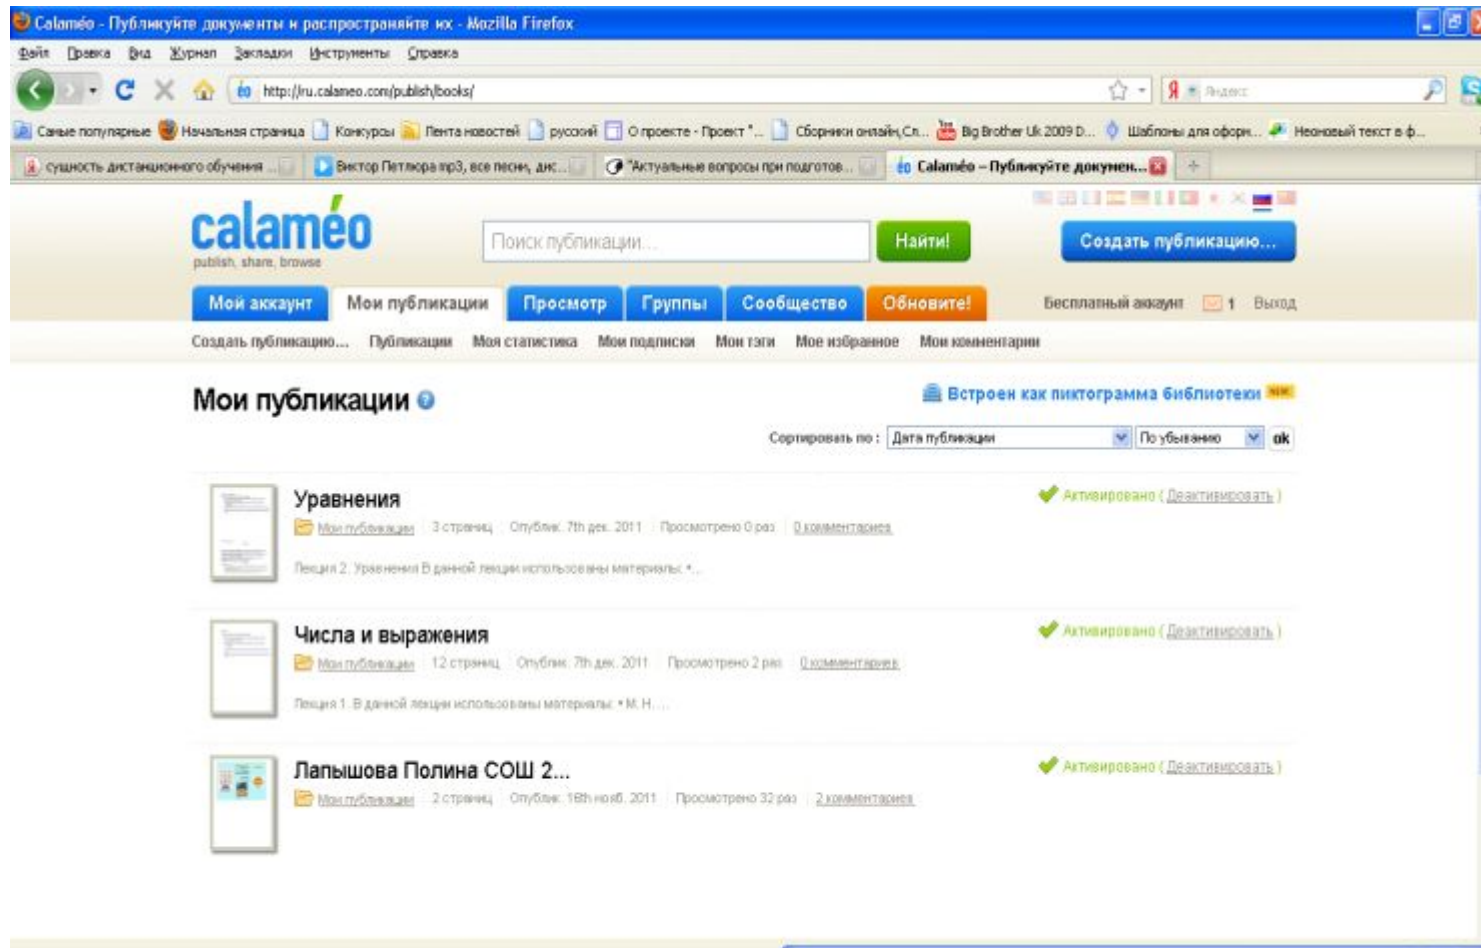 Calaméo - Публикуйте документы и распространяйте их - Mozilla Firefox
Файл Правка Вид Журнал Закладки Инструменты Справка
éo http://ru.calameo.com/publish/books/ Я Яндекс
Самые популярные Начальная страница Конкурсы Лента новостей русский О проекте - Проект "... Сборники онлайн,Сл... You Tube Big Brother Uk 2009 D... Шаблоны для оформ... Неоновый текст в ф...
сущность дистанционного обучения ... Виктор Петлюра mp3, все песни, дис... "Актуальные вопросы при подготов... éo Calaméo – Публикуйте докумен...
calaméo
publish, share, browse
Поиск публикации... Найти! Создать публикацию...
Мой аккаунт Мои публикации Просмотр Группы Сообщество Обновите! Бесплатный аккаунт 1 Выход
Создать публикацию... Публикации Моя статистика Мои подписки Мои тэги Мое избранное Мои комментарии
Мои публикации ? Встроен как пиктограмма библиотеки NEW
Сортировать по : Дата публикации По убыванию ok
Уравнения Активировано ( Деактивировать )
Мои публикации 3 страниц Опублик. 7th дек. 2011 Просмотрено 0 раз 0 комментариев
Лекция 2. Уравнения В данной лекции использованы материалы: •...
Числа и выражения Активировано ( Деактивировать )
Мои публикации 12 страниц Опублик. 7th дек. 2011 Просмотрено 2 раз 0 комментариев
Лекция 1. В данной лекции использованы материалы: • М. Н. ...
Лапышова Полина СОШ 2... Активировано ( Деактивировать )
Мои публикации 2 страниц Опублик. 16th нояб. 2011 Просмотрено 32 раз 2 комментариев